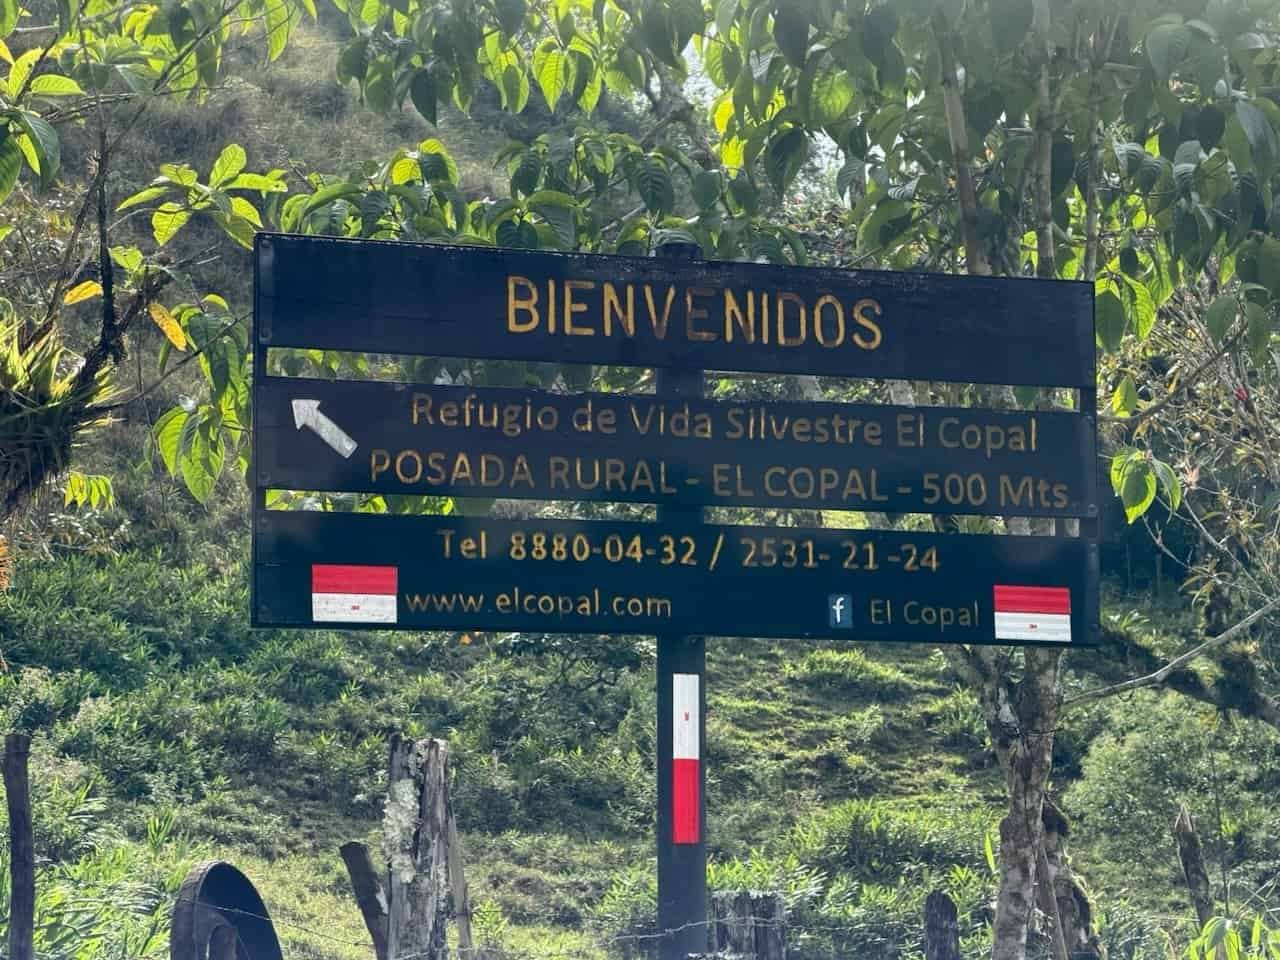 BIENVENIDOS
Refugio de Vida Silvestre El Copal
POSADA RURAL - EL COPAL - 500 Mts
Tel 8880-04-32 / 2531-21-24
www.elcopal.com
f El Copal